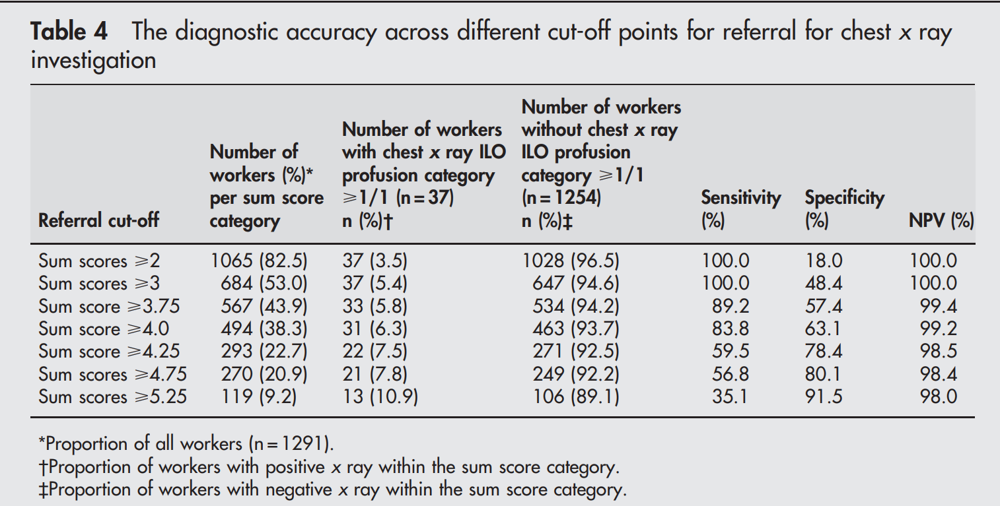 Table 4 The diagnostic accuracy across different cut-off points for referral for chest x ray
investigation
Number of workers
Number of workers without chest x ray
Number of with chest x ray ILO ILO profusion
workers (%)* profusion category category ⩾1/1
per sum score ⩾1/1 (n = 37) (n = 1254) Sensitivity Specificity
Referral cut-off category n (%)† n (%)‡ (%) (%) NPV (%)
Sum scores ⩾2 1065 (82.5) 37 (3.5) 1028 (96.5) 100.0 18.0 100.0
Sum scores ⩾3 684 (53.0) 37 (5.4) 647 (94.6) 100.0 48.4 100.0
Sum score ⩾3.75 567 (43.9) 33 (5.8) 534 (94.2) 89.2 57.4 99.4
Sum score ⩾4.0 494 (38.3) 31 (6.3) 463 (93.7) 83.8 63.1 99.2
Sum score ⩾4.25 293 (22.7) 22 (7.5) 271 (92.5) 59.5 78.4 98.5
Sum scores ⩾4.75 270 (20.9) 21 (7.8) 249 (92.2) 56.8 80.1 98.4
Sum scores ⩾5.25 119 (9.2) 13 (10.9) 106 (89.1) 35.1 91.5 98.0
*Proportion of all workers (n = 1291).
†Proportion of workers with positive x ray within the sum score category.
‡Proportion of workers with negative x ray within the sum score category.